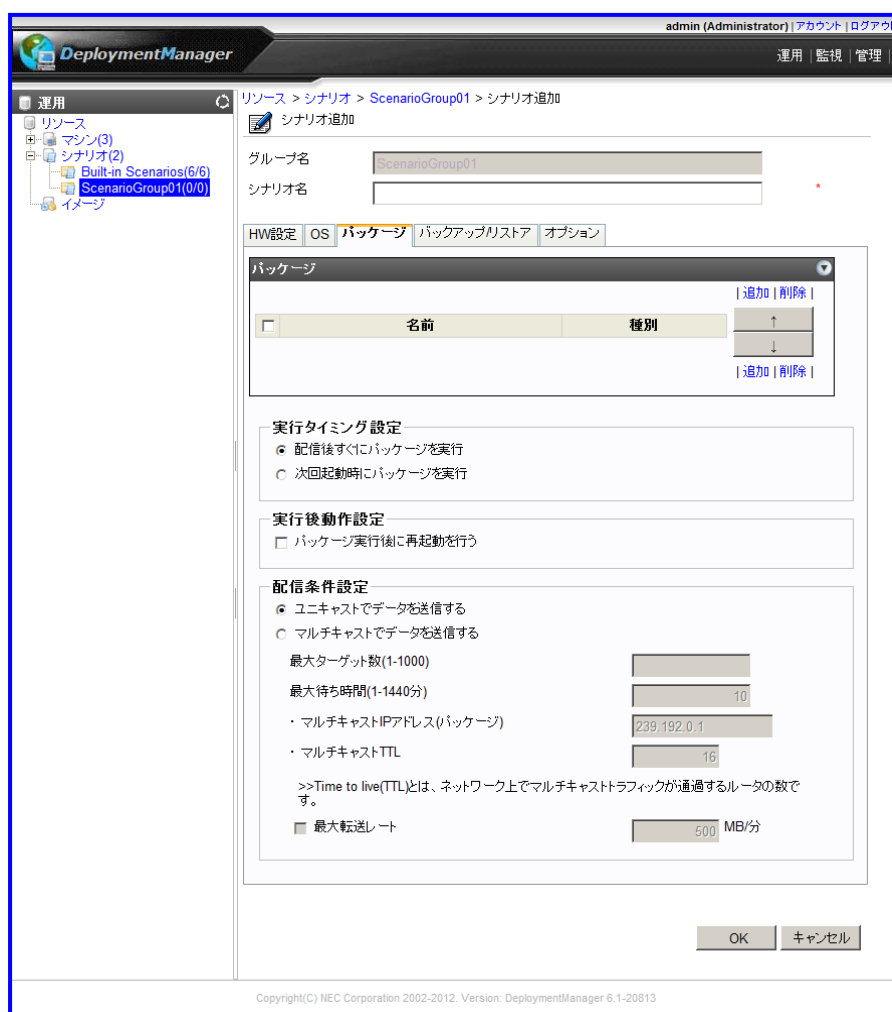 admin (Administrator) | アカウント | ログアウ
DeploymentManager
運用 | 監視 | 管理 |
運用
リソース
マシン(3)
シナリオ(2)
Built-in Scenarios(6/6)
ScenarioGroup01(0/0)
イメージ
リソース > シナリオ > ScenarioGroup01 > シナリオ追加
シナリオ追加
グループ名 ScenarioGroup01
シナリオ名 *
HW設定 OS パッケージ バックアップ/リストア オプション
パッケージ
| 追加 | 削除 |
名前 種別 ↑
↓
| 追加 | 削除 |
実行タイミング設定
配信後すぐにパッケージを実行
次回起動時にパッケージを実行
実行後動作設定
パッケージ実行後に再起動を行う
配信条件設定
ユニキャストでデータを送信する
マルチキャストでデータを送信する
最大ターゲット数(1-1000)
最大待ち時間(1-1440分) 10
・マルチキャストIPアドレス(パッケージ) 239.192.0.1
・マルチキャストTTL 16
>>Time to live(TTL)とは、ネットワーク上でマルチキャストトラフィックが通過するルータの数で
す。
最大転送レート 500 MB/分
OK キャンセル
Copyright(C) NEC Corporation 2002-2012. Version: DeploymentManager 6.1-20813